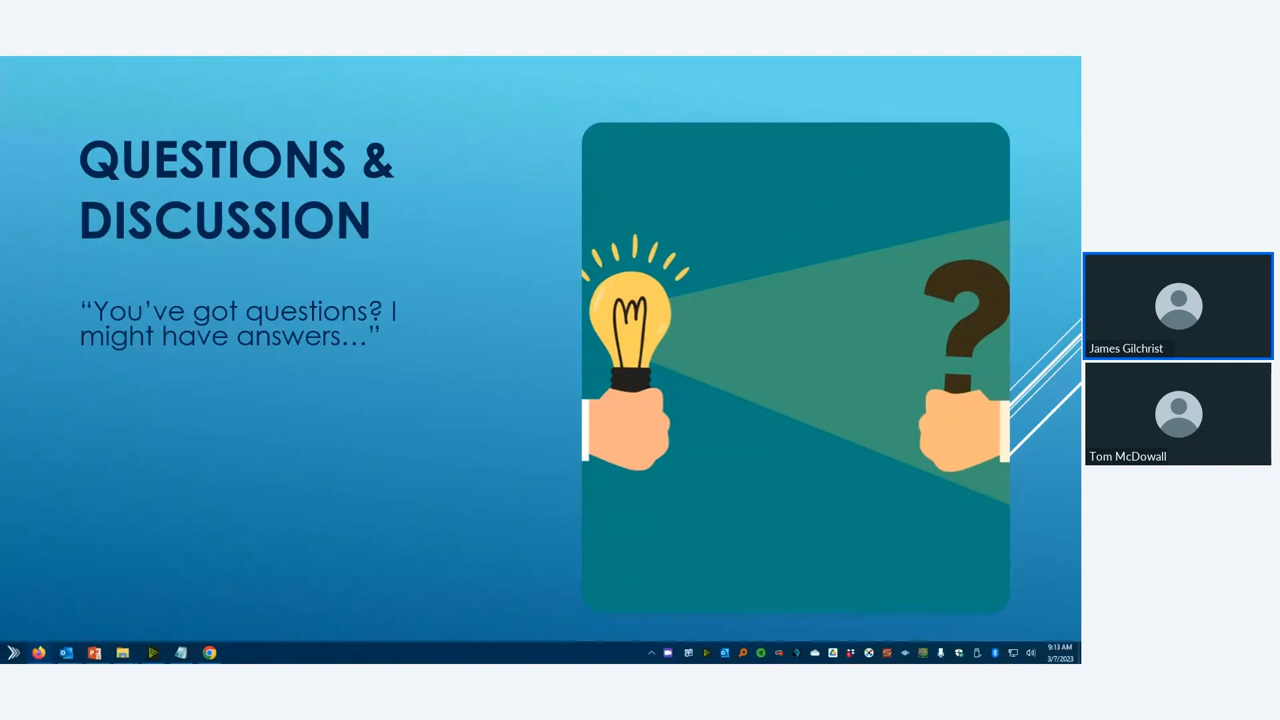 QUESTIONS &
DISCUSSION
“You’ve got questions? I
might have answers…”
James Gilchrist
Tom McDowall
9:13 AM
3/7/2023